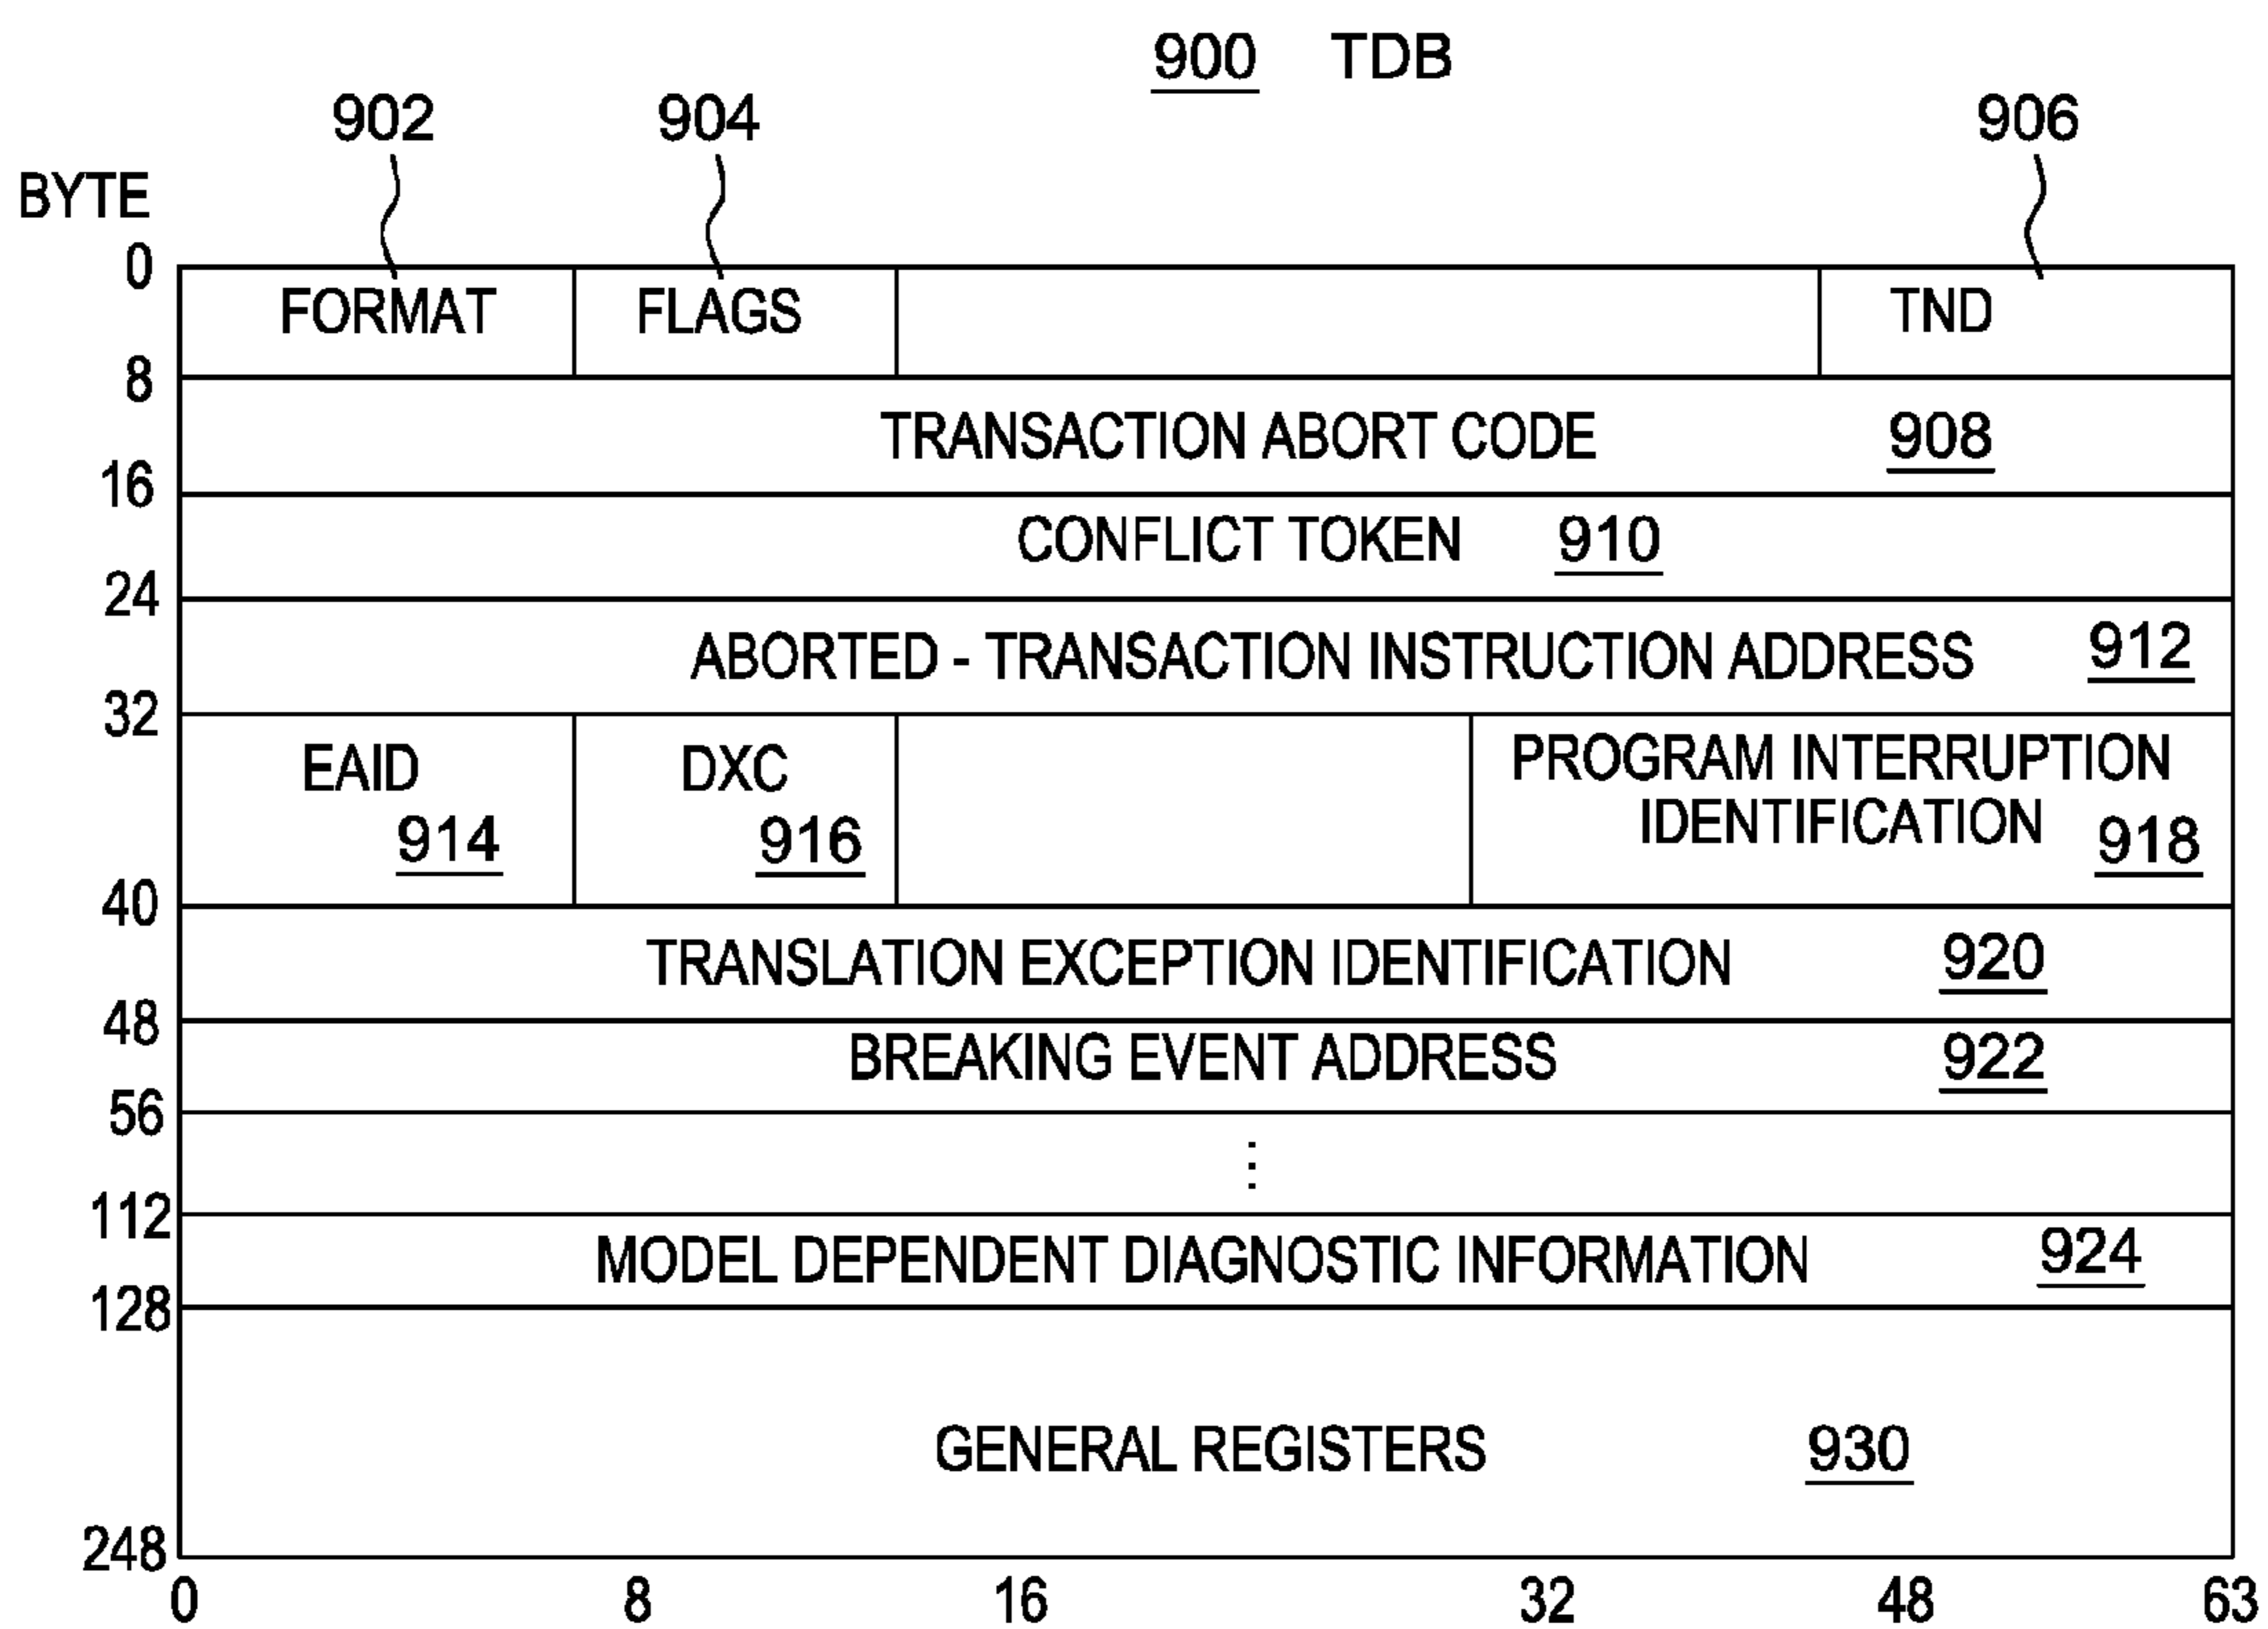 900 TDB
902 904 906
BYTE
0
FORMAT FLAGS TND
8
TRANSACTION ABORT CODE 908
16
CONFLICT TOKEN 910
24
ABORTED - TRANSACTION INSTRUCTION ADDRESS 912
32
EAID DXC PROGRAM INTERRUPTION
IDENTIFICATION
914 916 918
40
TRANSLATION EXCEPTION IDENTIFICATION 920
48
BREAKING EVENT ADDRESS 922
56
⋮
112
MODEL DEPENDENT DIAGNOSTIC INFORMATION 924
128
GENERAL REGISTERS 930
248
0 8 16 32 48 63